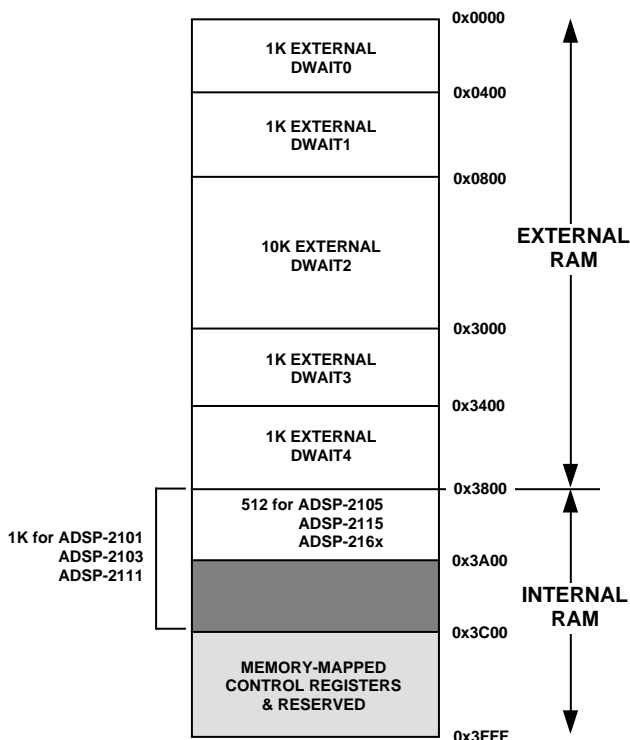 0x0000
1K EXTERNAL
DWAIT0
0x0400
1K EXTERNAL
DWAIT1
0x0800
10K EXTERNAL
DWAIT2
EXTERNAL
RAM
0x3000
1K EXTERNAL
DWAIT3
0x3400
1K EXTERNAL
DWAIT4
0x3800
512 for ADSP-2105
ADSP-2115
ADSP-216x
1K for ADSP-2101
ADSP-2103
ADSP-2111
0x3A00
INTERNAL
RAM
0x3C00
MEMORY-MAPPED
CONTROL REGISTERS
& RESERVED
0x3FFF